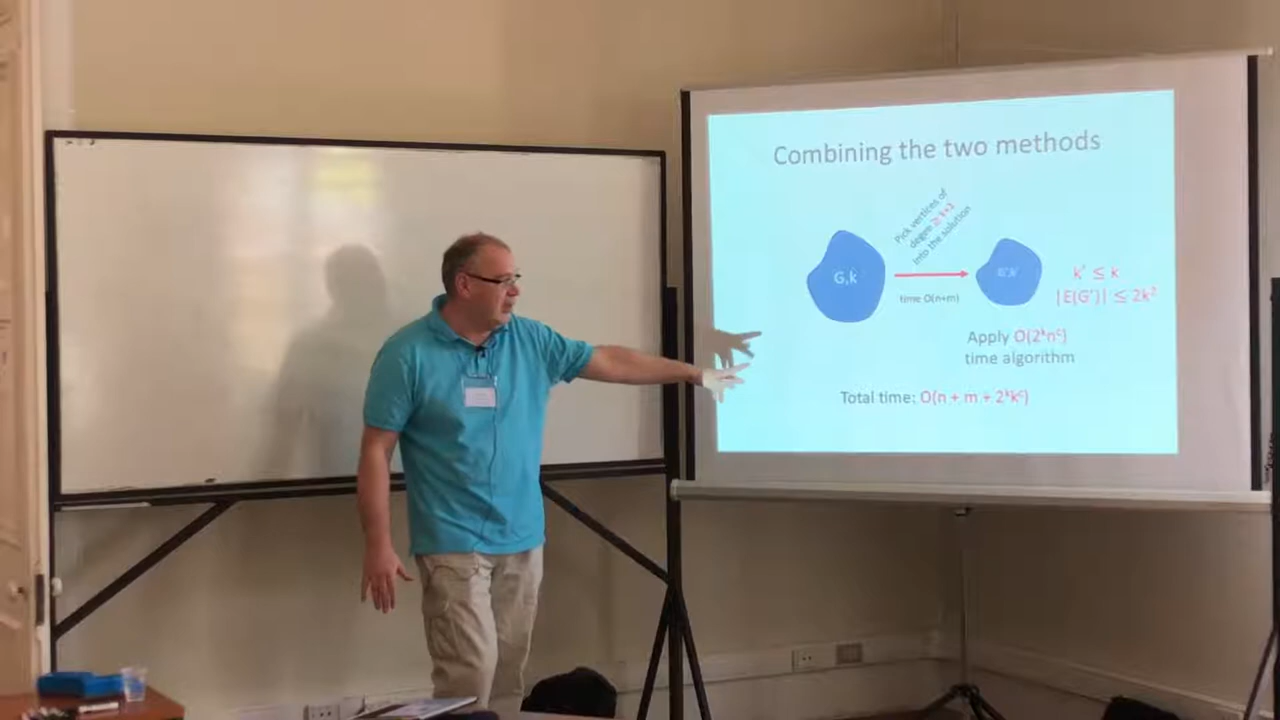 Combining the two methods
Pick vertices of
degree ≥ k+1
into the solution
G,k
G',k'
time O(n+m)
k' ≤ k
|E(G')| ≤ 2k²
Apply O(2ᵏnᶜ)
time algorithm
Total time: O(n + m + 2ᵏkᶜ)